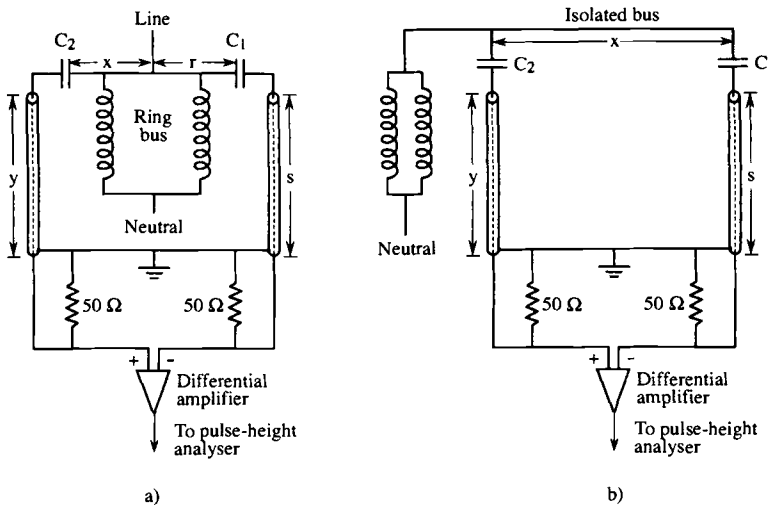 Line
C2
x
r
C1
y
Ring
bus
s
Neutral
50 Ω
50 Ω
+
-
Differential
amplifier
To pulse-height
analyser
a)
Isolated bus
x
C2
C
y
s
Neutral
50 Ω
50 Ω
+
-
Differential
amplifier
To pulse-height
analyser
b)